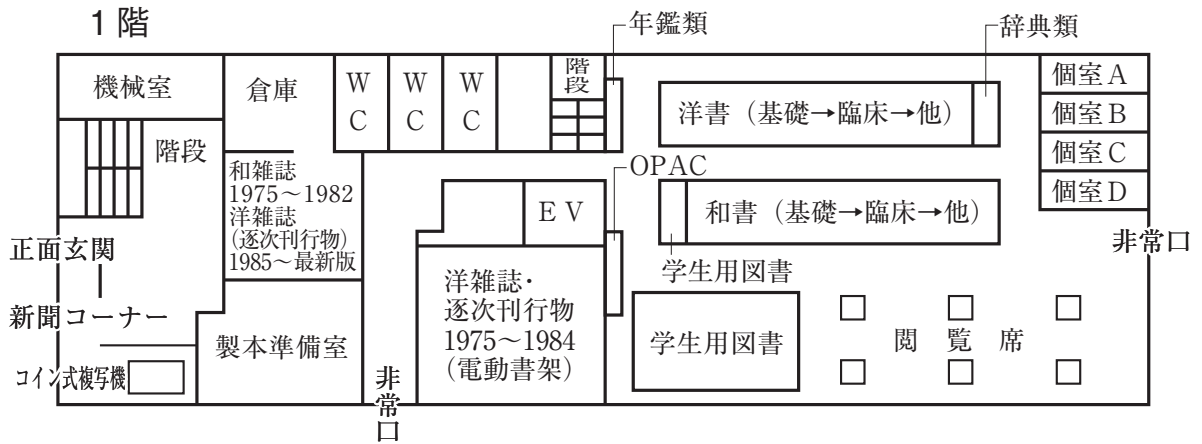 1階
年鑑類
辞典類
機械室
倉庫
WC
WC
WC
階段
洋書（基礎→臨床→他）
個室A
個室B
個室C
個室D
階段
和雑誌
1975～1982
洋雑誌
(逐次刊行物)
1985～最新版
OPAC
EV
和書（基礎→臨床→他）
学生用図書
非常口
正面玄関
新聞コーナー
コイン式複写機
製本準備室
非常口
洋雑誌・
逐次刊行物
1975～1984
(電動書架)
学生用図書
閲覧席